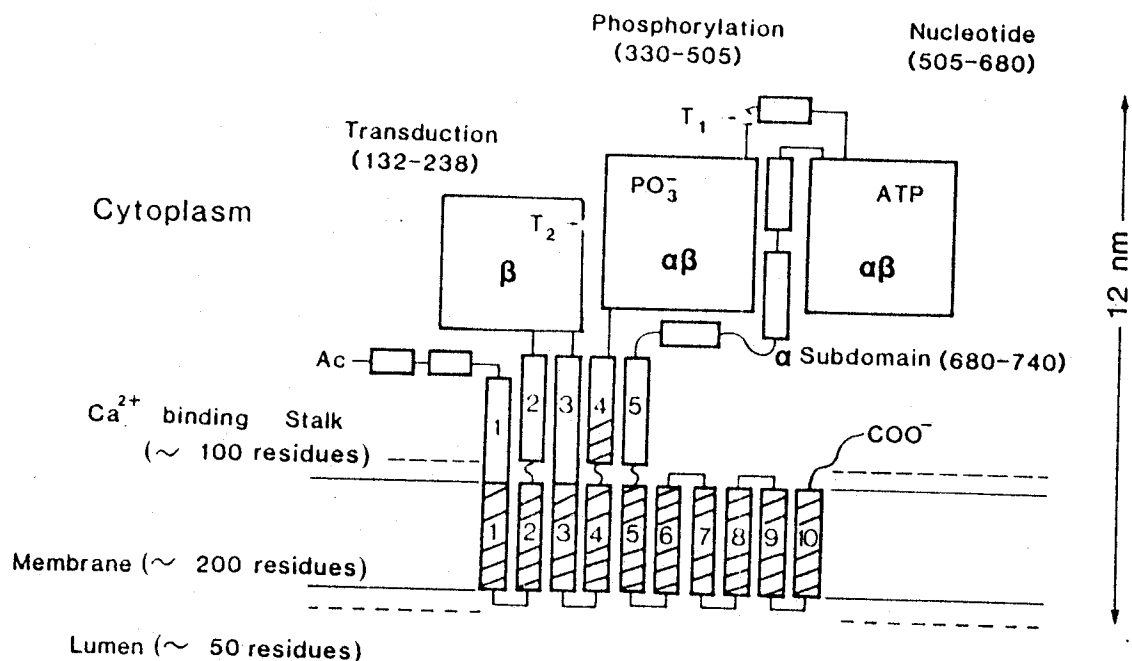 Phosphorylation
(330-505)
Nucleotide
(505-680)
Transduction
(132-238)
T₁
Cytoplasm
PO₃⁻
ATP
T₂
β
αβ
αβ
12 nm
Ac
α Subdomain (680-740)
Ca²⁺ binding Stalk
(~ 100 residues)
1
2
3
4
5
COO⁻
1
2
3
4
5
6
7
8
9
10
Membrane (~ 200 residues)
Lumen (~ 50 residues)